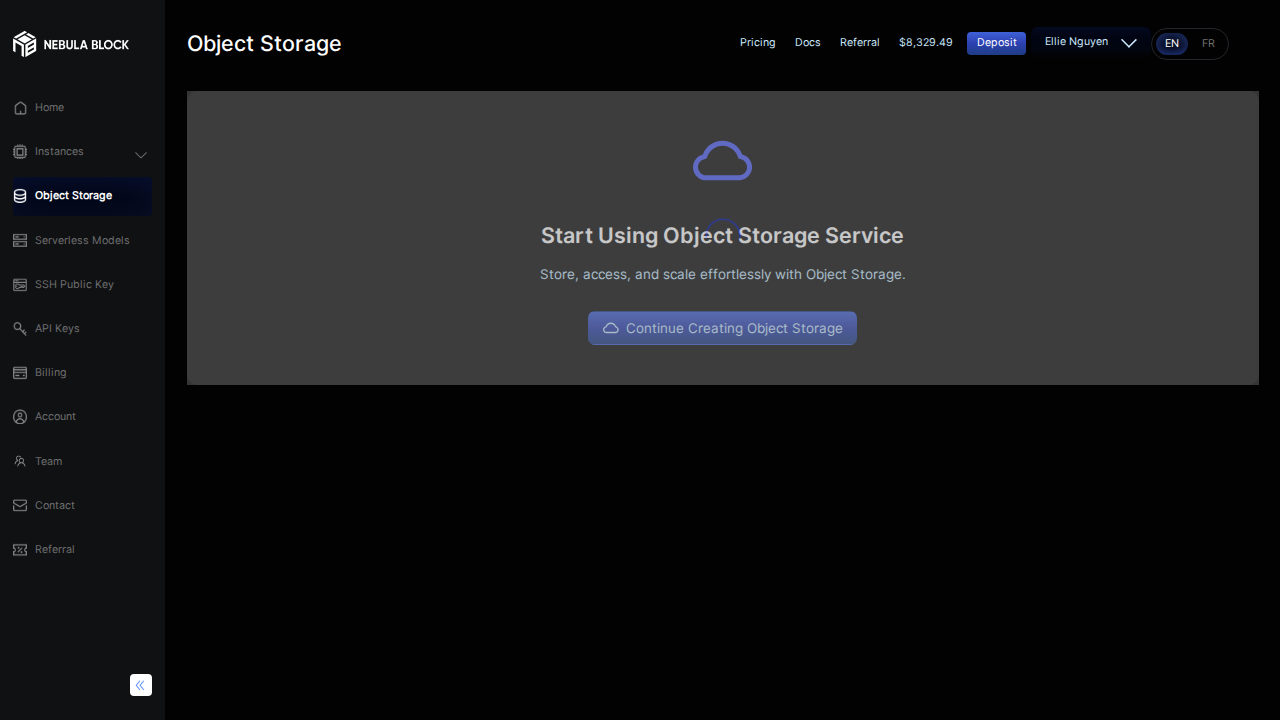 NEBULA BLOCK
Object Storage
Pricing
Docs
Referral
$8,329.49
Deposit
Ellie Nguyen
EN
FR
Home
Instances
Object Storage
Serverless Models
SSH Public Key
API Keys
Billing
Account
Team
Contact
Referral
Start Using Object Storage Service
Store, access, and scale effortlessly with Object Storage.
Continue Creating Object Storage